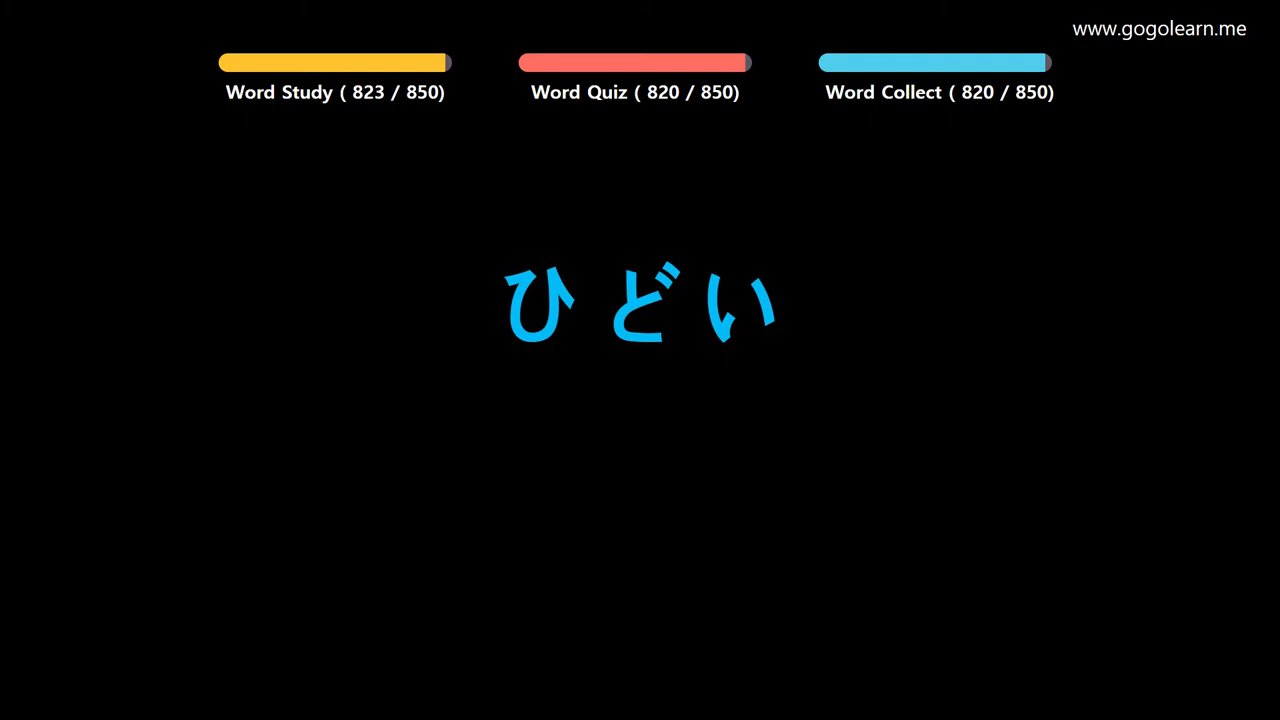 www.gogolearn.me
Word Study ( 823 / 850)
Word Quiz ( 820 / 850)
Word Collect ( 820 / 850)
ひどい